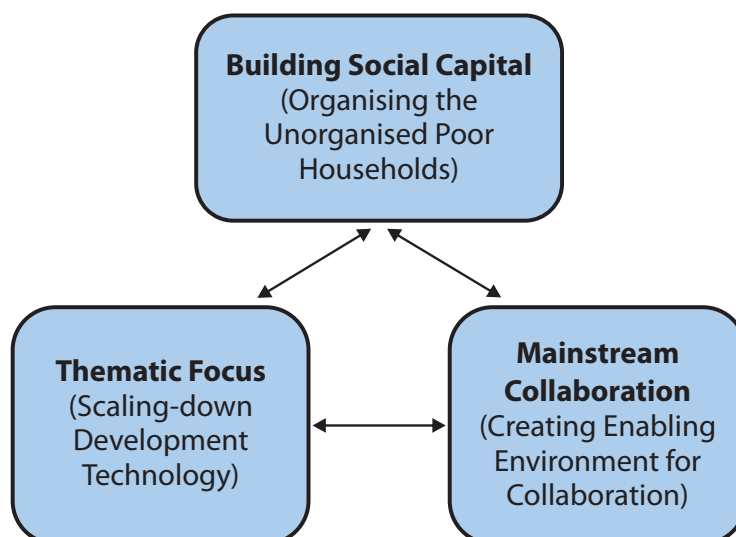 Building Social Capital
(Organising the
Unorganised Poor
Households)
Thematic Focus
(Scaling-down
Development
Technology)
Mainstream
Collaboration
(Creating Enabling
Environment for
Collaboration)